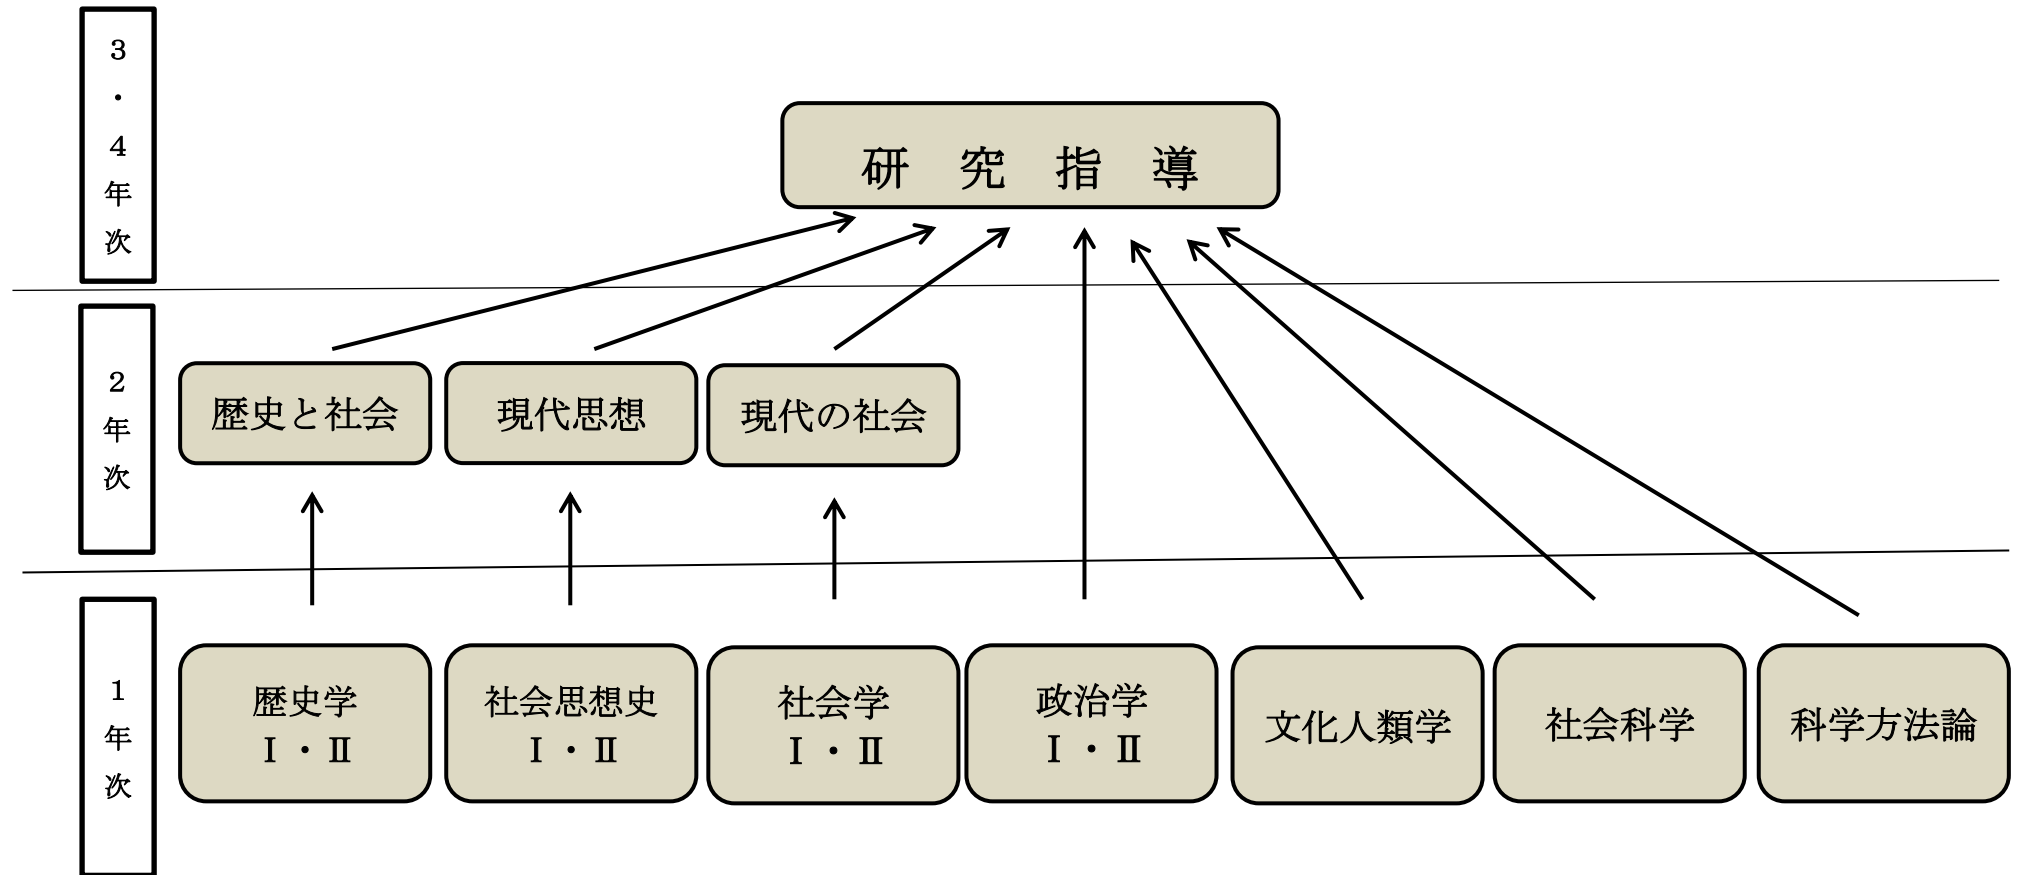 3・4年次
研究指導
2年次
歴史と社会
現代思想
現代の社会
1年次
歴史学
Ⅰ・Ⅱ
社会思想史
Ⅰ・Ⅱ
社会学
Ⅰ・Ⅱ
政治学
Ⅰ・Ⅱ
文化人類学
社会科学
科学方法論